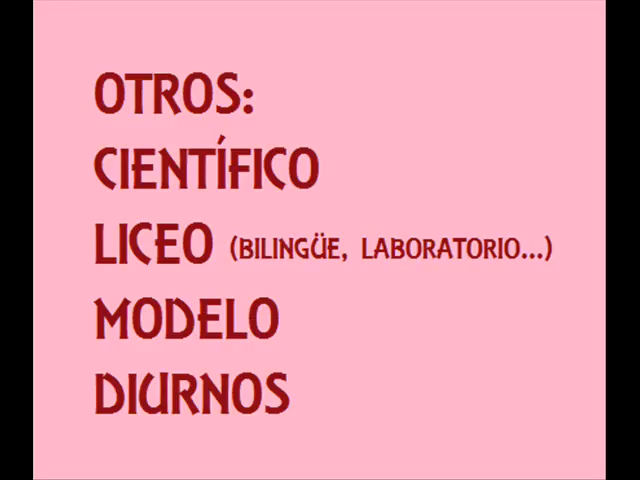 OTROS:
CIENTÍFICO
LICEO (BILINGÜE, LABORATORIO...)
MODELO
DIURNOS